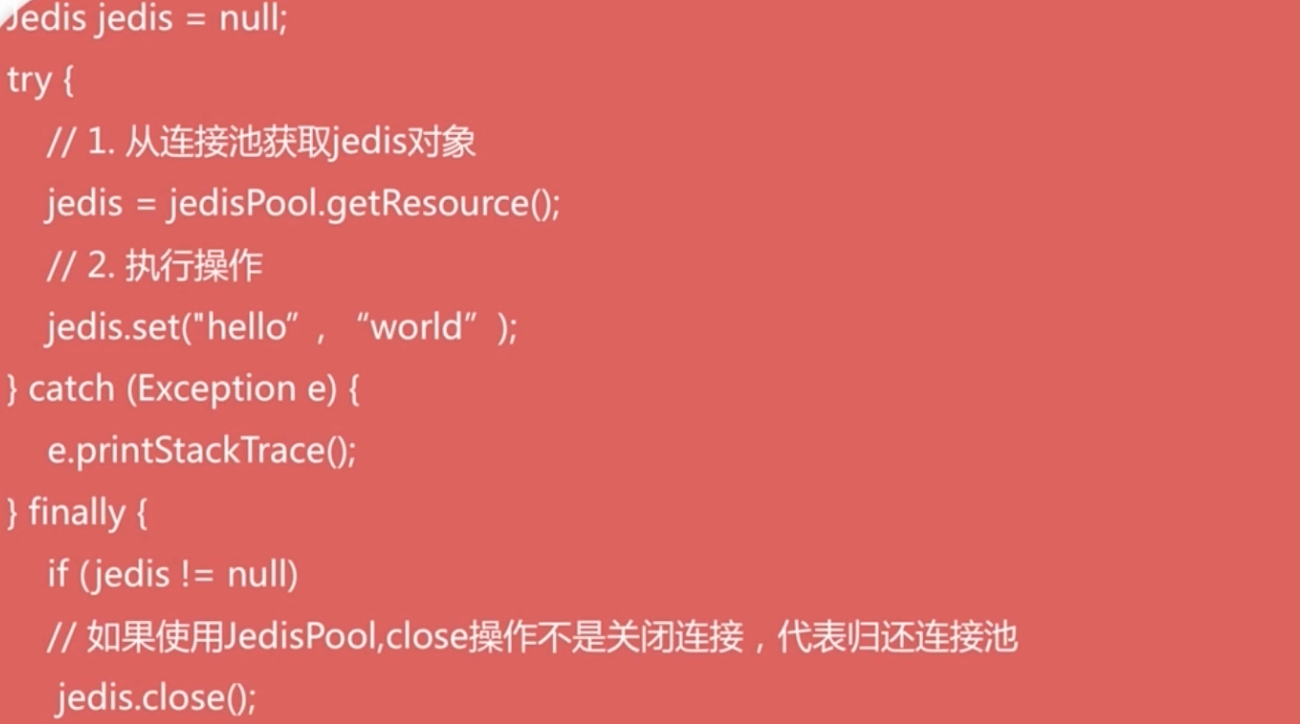 Jedis jedis = null;
try {
// 1. 从连接池获取jedis对象
jedis = jedisPool.getResource();
// 2. 执行操作
jedis.set("hello”, “world”);
} catch (Exception e) {
e.printStackTrace();
} finally {
if (jedis != null)
// 如果使用JedisPool,close操作不是关闭连接，代表归还连接池
jedis.close();